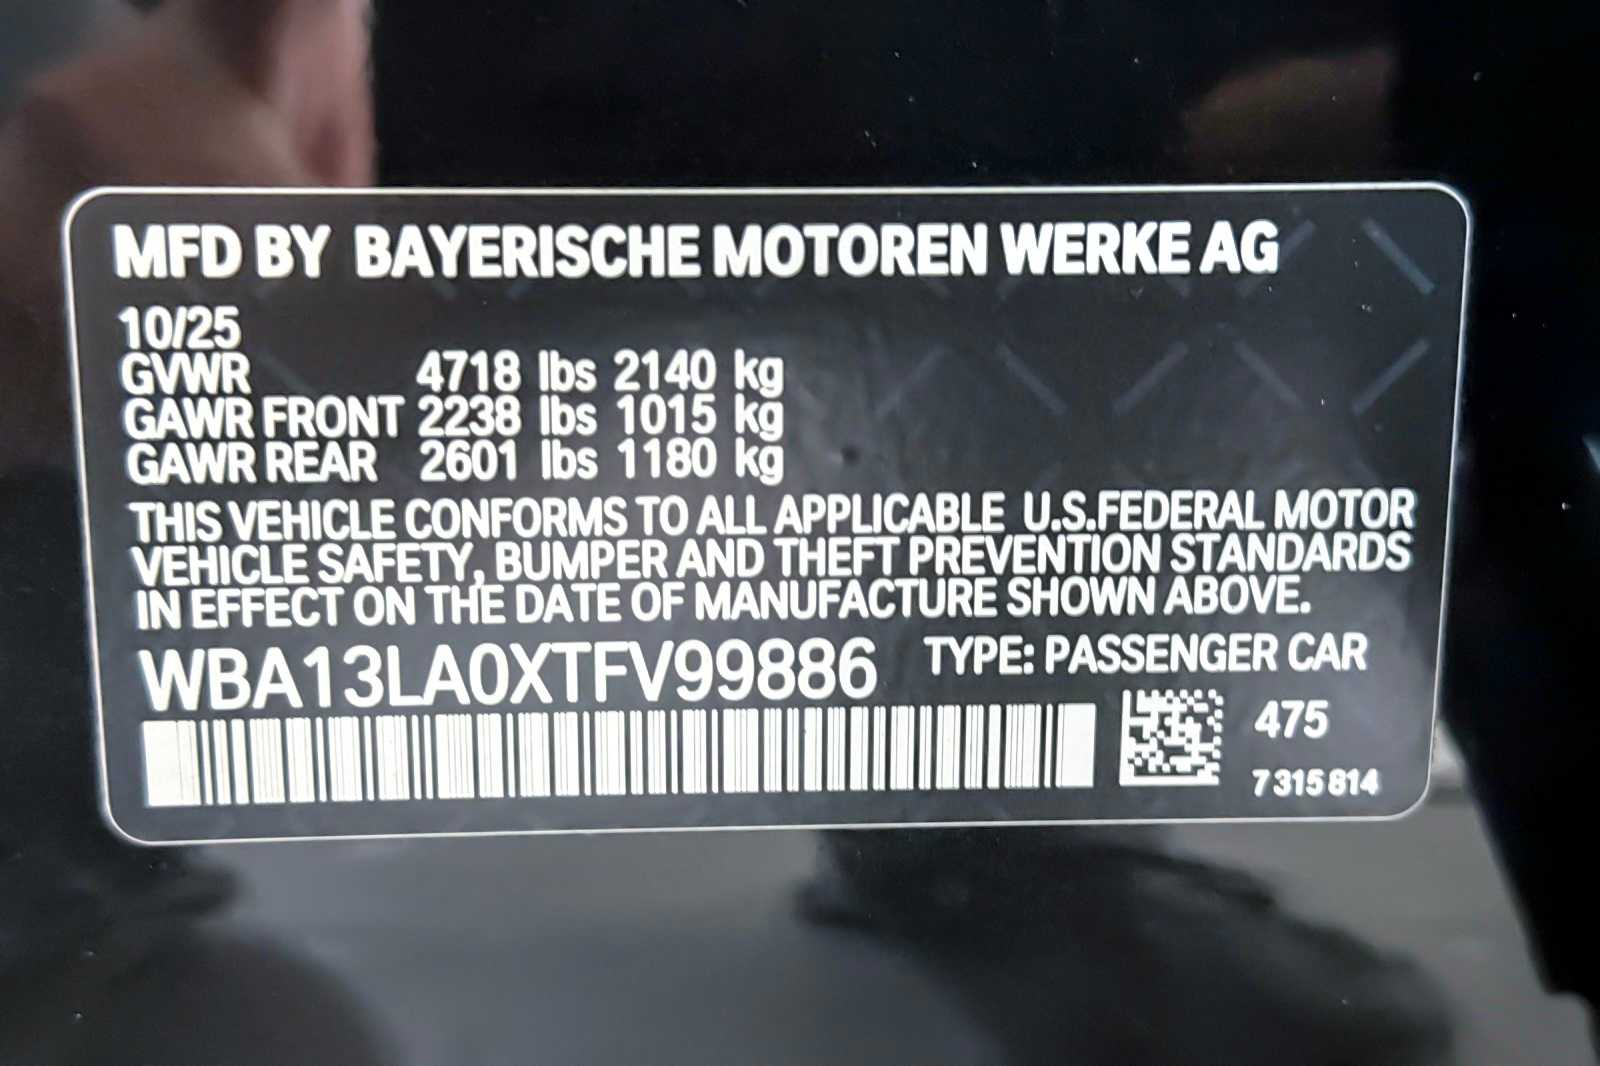 MFD BY BAYERISCHE MOTOREN WERKE AG
10/25
GVWR 4718 lbs 2140 kg
GAWR FRONT 2238 lbs 1015 kg
GAWR REAR 2601 lbs 1180 kg
THIS VEHICLE CONFORMS TO ALL APPLICABLE U.S.FEDERAL MOTOR
VEHICLE SAFETY, BUMPER AND THEFT PREVENTION STANDARDS
IN EFFECT ON THE DATE OF MANUFACTURE SHOWN ABOVE.
WBA13LA0XTFV99886 TYPE: PASSENGER CAR
475
7 315 814